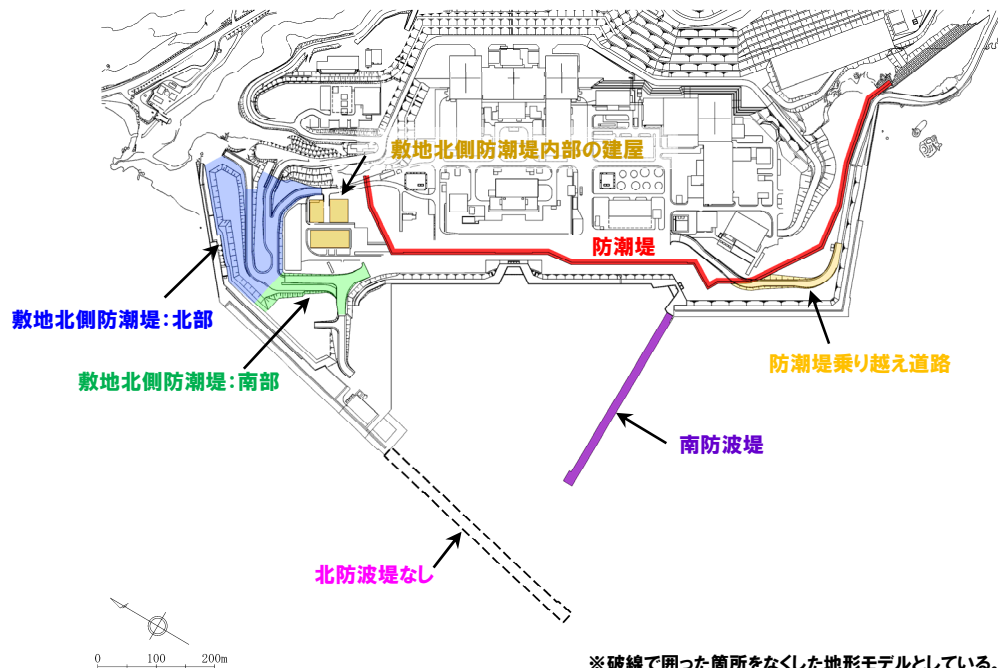 敷地北側防潮堤内部の建屋
防潮堤
敷地北側防潮堤：北部
防潮堤乗り越え道路
敷地北側防潮堤：南部
南防波堤
北防波堤なし
0 100 200m
※破線で囲った箇所をなくした地形モデルとしている。